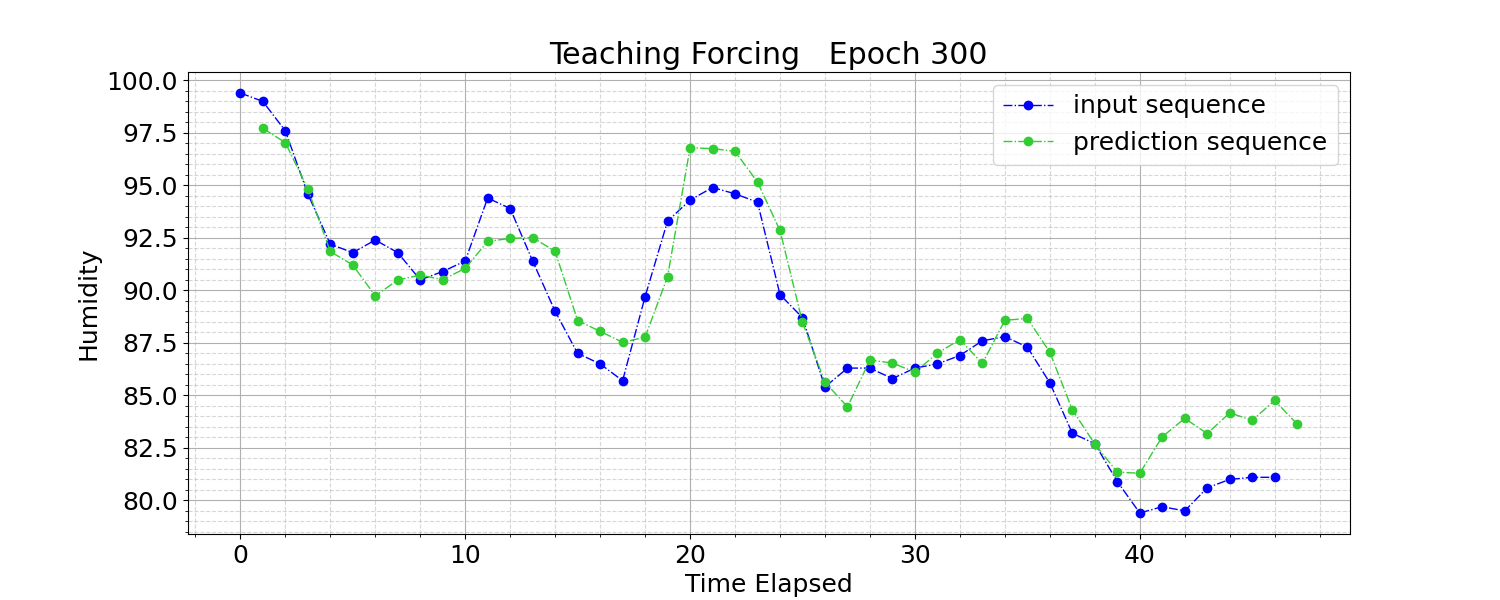 Teaching Forcing   Epoch 300
100.0
97.5
95.0
92.5
90.0
87.5
85.0
82.5
80.0
Humidity
input sequence
prediction sequence
0 10 20 30 40
Time Elapsed